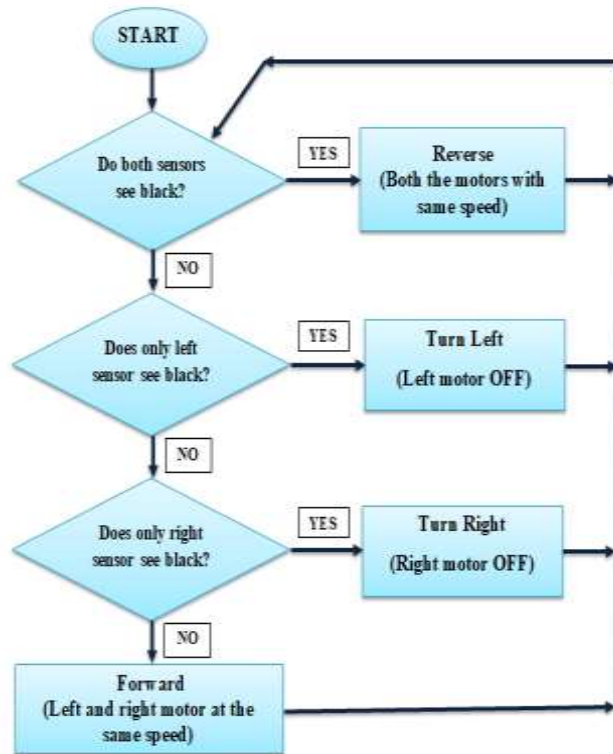 START
Do both sensors
see black?
YES
Reverse
(Both the motors with
same speed)
NO
Does only left
sensor see black?
YES
Turn Left
(Left motor OFF)
NO
Does only right
sensor see black?
YES
Turn Right
(Right motor OFF)
NO
Forward
(Left and right motor at the
same speed)